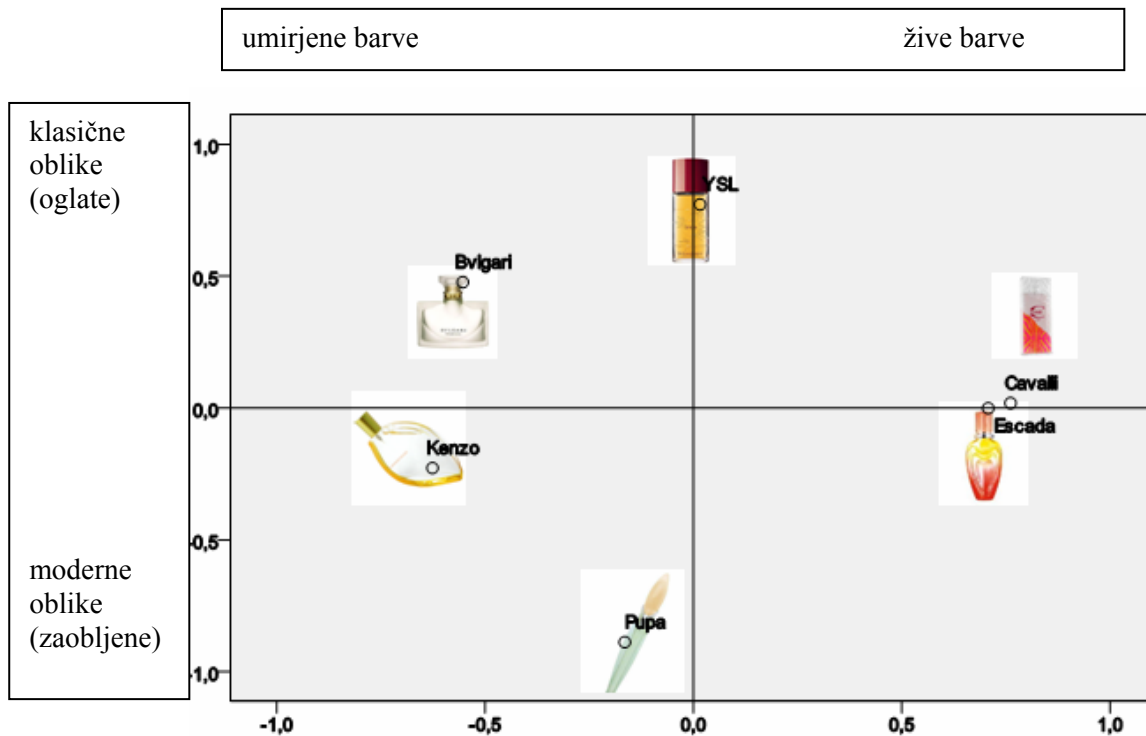 umirjene barve žive barve
klasične
oblike
(oglate)
moderne
oblike
(zaobljene)
1,0
0,5
0,0
-0,5
-1,0
YSL
Bvlgari
Cavalli
Escada
Kenzo
Pupa
-1,0 -0,5 0,0 0,5 1,0